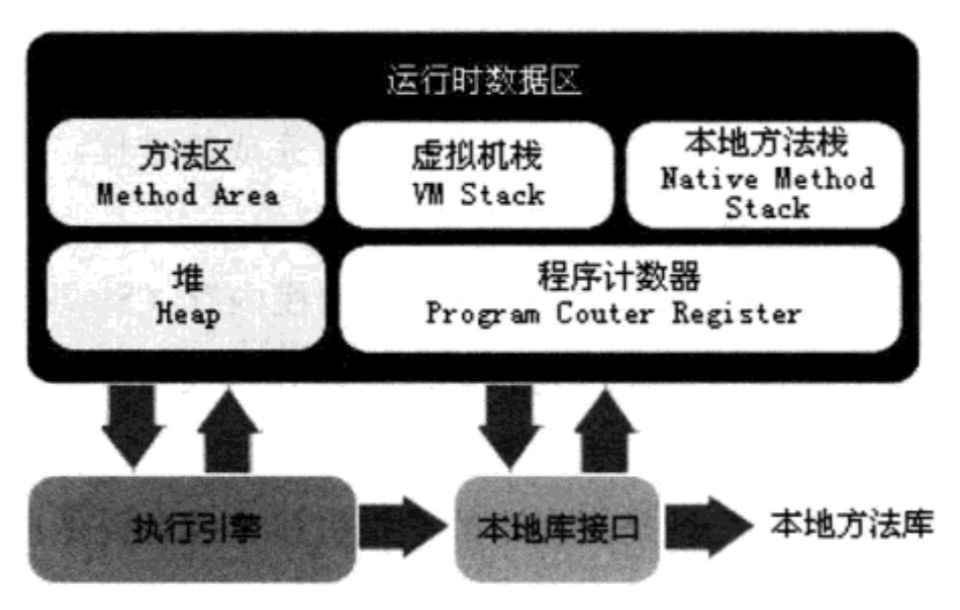 运行时数据区
方法区
Method Area
虚拟机栈
VM Stack
本地方法栈
Native Method
Stack
堆
Heap
程序计数器
Program Couter Register
执行引擎
本地库接口
本地方法库